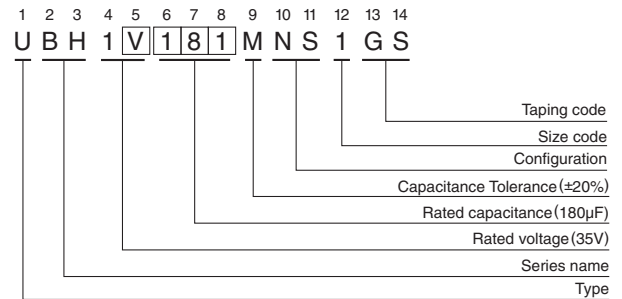 1 2 3 4 5 6 7 8 9 10 11 12 13 14
U B H 1 V 1 8 1 M N S 1 G S
Taping code
Size code
Configuration
Capacitance Tolerance (±20%)
Rated capacitance (180µF)
Rated voltage (35V)
Series name
Type